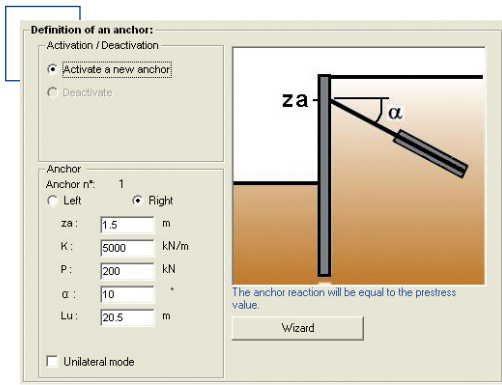 Definition of an anchor:
Activation / Deactivation
Activate a new anchor
Deactivate
Anchor
Anchor n°: 1
Left Right
za : 1.5 m
K : 5000 kN/m
P : 200 kN
α : 10 °
Lu : 20.5 m
Unilateral mode
za
α
The anchor reaction will be equal to the prestress
value.
Wizard